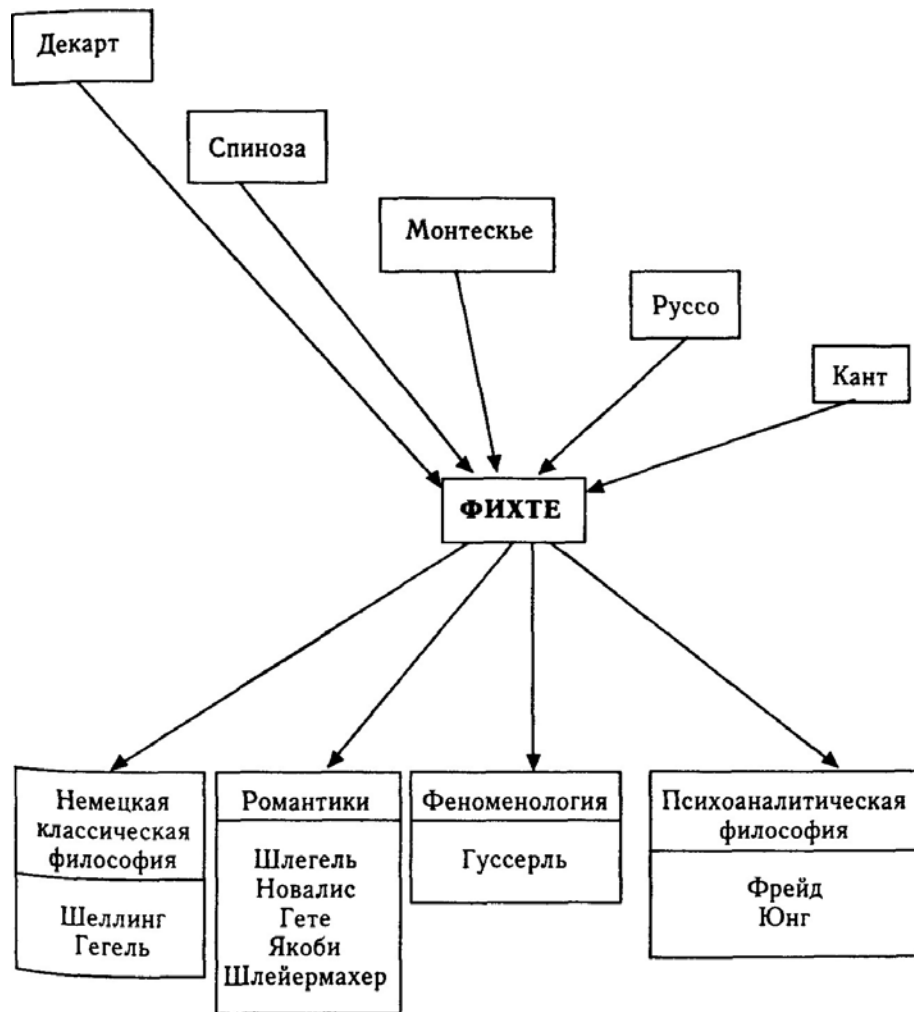 Декарт
Спиноза
Монтескье
Руссо
Кант
ФИХТЕ
Немецкая
классическая
философия
Шеллинг
Гегель
Романтики
Шлегель
Новалис
Гете
Якоби
Шлейермахер
Феноменология
Гуссерль
Психоаналитическая
философия
Фрейд
Юнг